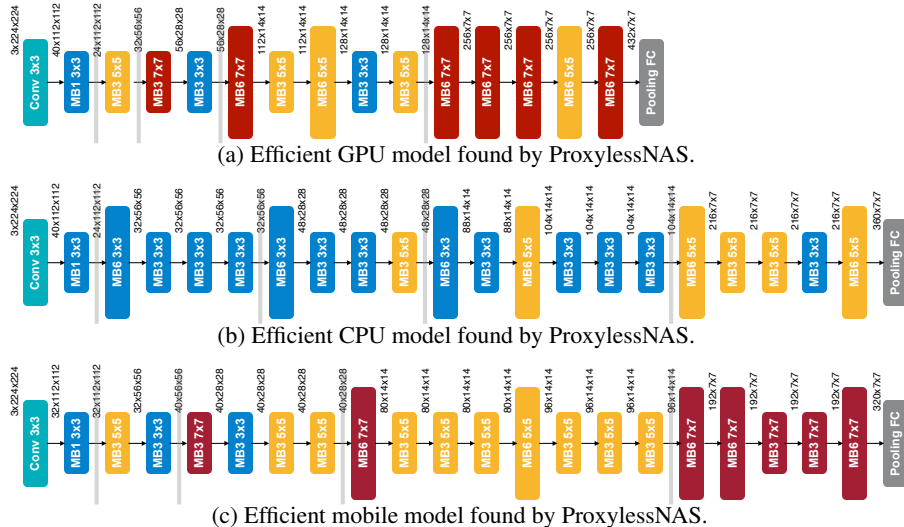 3x224x224
Conv 3x3
40x112x112
MB1 3x3
24x112x112
MB3 5x5
32x56x56
MB3 7x7
56x28x28
MB3 3x3
56x28x28
MB6 7x7
112x14x14
MB3 5x5
112x14x14
MB6 5x5
128x14x14
MB3 3x3
128x14x14
MB3 5x5
128x14x14
MB6 7x7
256x7x7
MB6 7x7
256x7x7
MB6 7x7
256x7x7
MB6 5x5
256x7x7
MB6 7x7
432x7x7
Pooling FC
(a) Efficient GPU model found by ProxylessNAS.
3x224x224
Conv 3x3
40x112x112
MB1 3x3
24x112x112
MB6 3x3
32x56x56
MB3 3x3
32x56x56
MB3 3x3
32x56x56
MB3 3x3
32x56x56
MB6 3x3
48x28x28
MB3 3x3
48x28x28
MB3 3x3
48x28x28
MB3 5x5
48x28x28
MB6 3x3
88x14x14
MB3 3x3
88x14x14
MB6 5x5
104x14x14
MB3 3x3
104x14x14
MB3 3x3
104x14x14
MB3 3x3
104x14x14
MB6 5x5
216x7x7
MB3 5x5
216x7x7
MB3 5x5
216x7x7
MB3 3x3
216x7x7
MB6 5x5
360x7x7
Pooling FC
(b) Efficient CPU model found by ProxylessNAS.
3x224x224
Conv 3x3
32x112x112
MB1 3x3
32x112x112
MB3 5x5
32x56x56
MB3 3x3
40x56x56
MB3 7x7
40x28x28
MB3 3x3
40x28x28
MB3 5x5
40x28x28
MB3 5x5
40x28x28
MB6 7x7
80x14x14
MB3 5x5
80x14x14
MB3 5x5
80x14x14
MB3 5x5
80x14x14
MB6 5x5
96x14x14
MB3 5x5
96x14x14
MB3 5x5
96x14x14
MB3 5x5
96x14x14
MB6 7x7
192x7x7
MB6 7x7
192x7x7
MB3 7x7
192x7x7
MB3 7x7
192x7x7
MB6 7x7
320x7x7
Pooling FC
(c) Efficient mobile model found by ProxylessNAS.